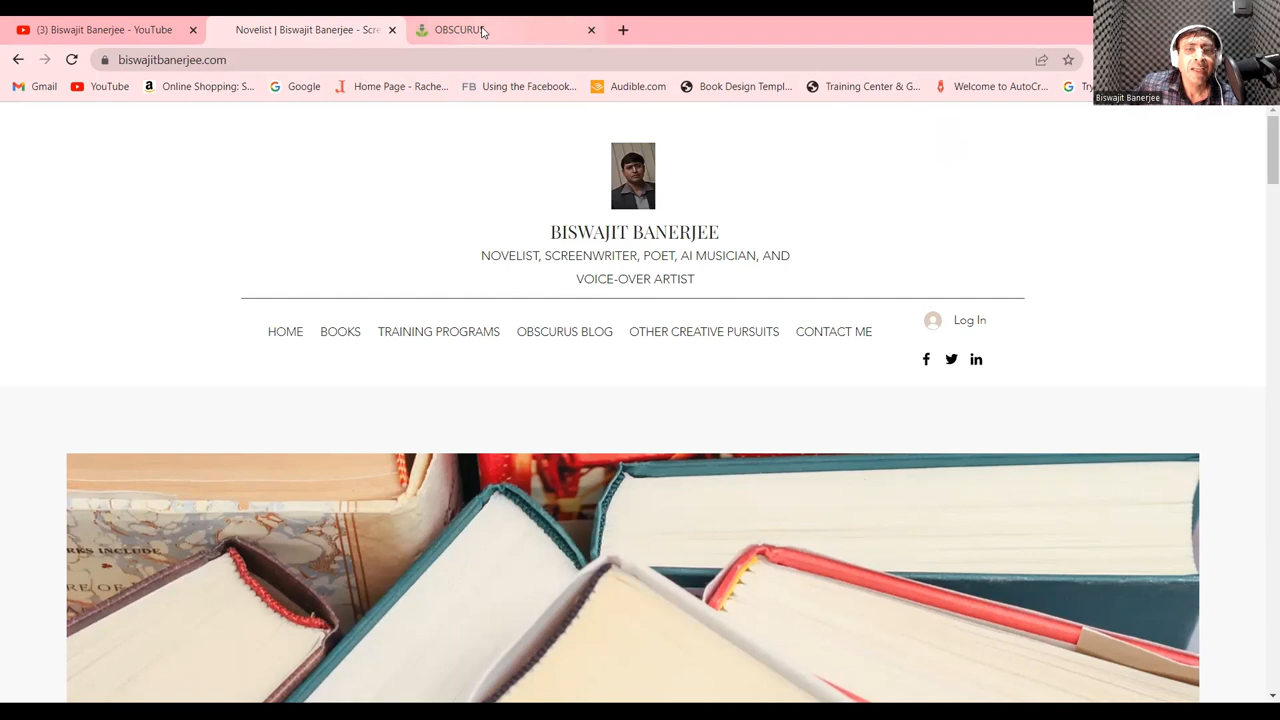 (3) Biswajit Banerjee - YouTube
Novelist | Biswajit Banerjee - Scre
OBSCURUS
biswajitbanerjee.com
Gmail
YouTube
Online Shopping: S...
Google
Home Page - Rache...
FB Using the Facebook...
Audible.com
Book Design Templ...
Training Center & G...
Welcome to AutoCr...
Biswajit Banerjee
BISWAJIT BANERJEE
NOVELIST, SCREENWRITER, POET, AI MUSICIAN, AND
VOICE-OVER ARTIST
HOME
BOOKS
TRAINING PROGRAMS
OBSCURUS BLOG
OTHER CREATIVE PURSUITS
CONTACT ME
Log In